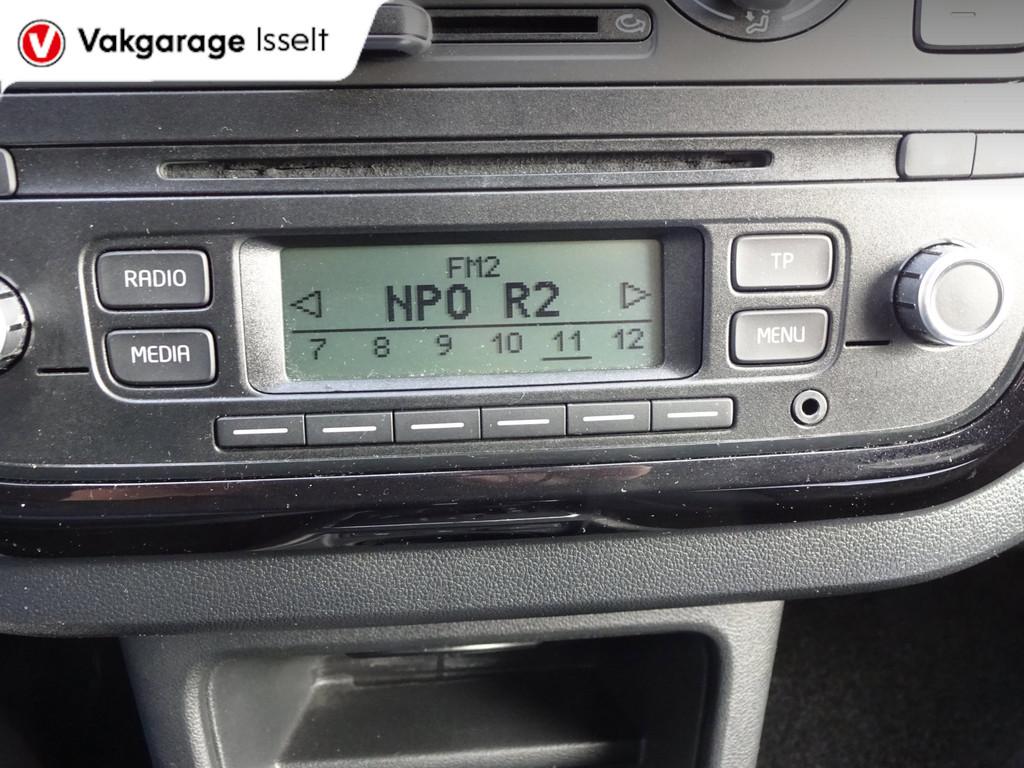 Vakgarage Isselt
RADIO
MEDIA
FM2
NPO R2
7 8 9 10 11 12
TP
MENU